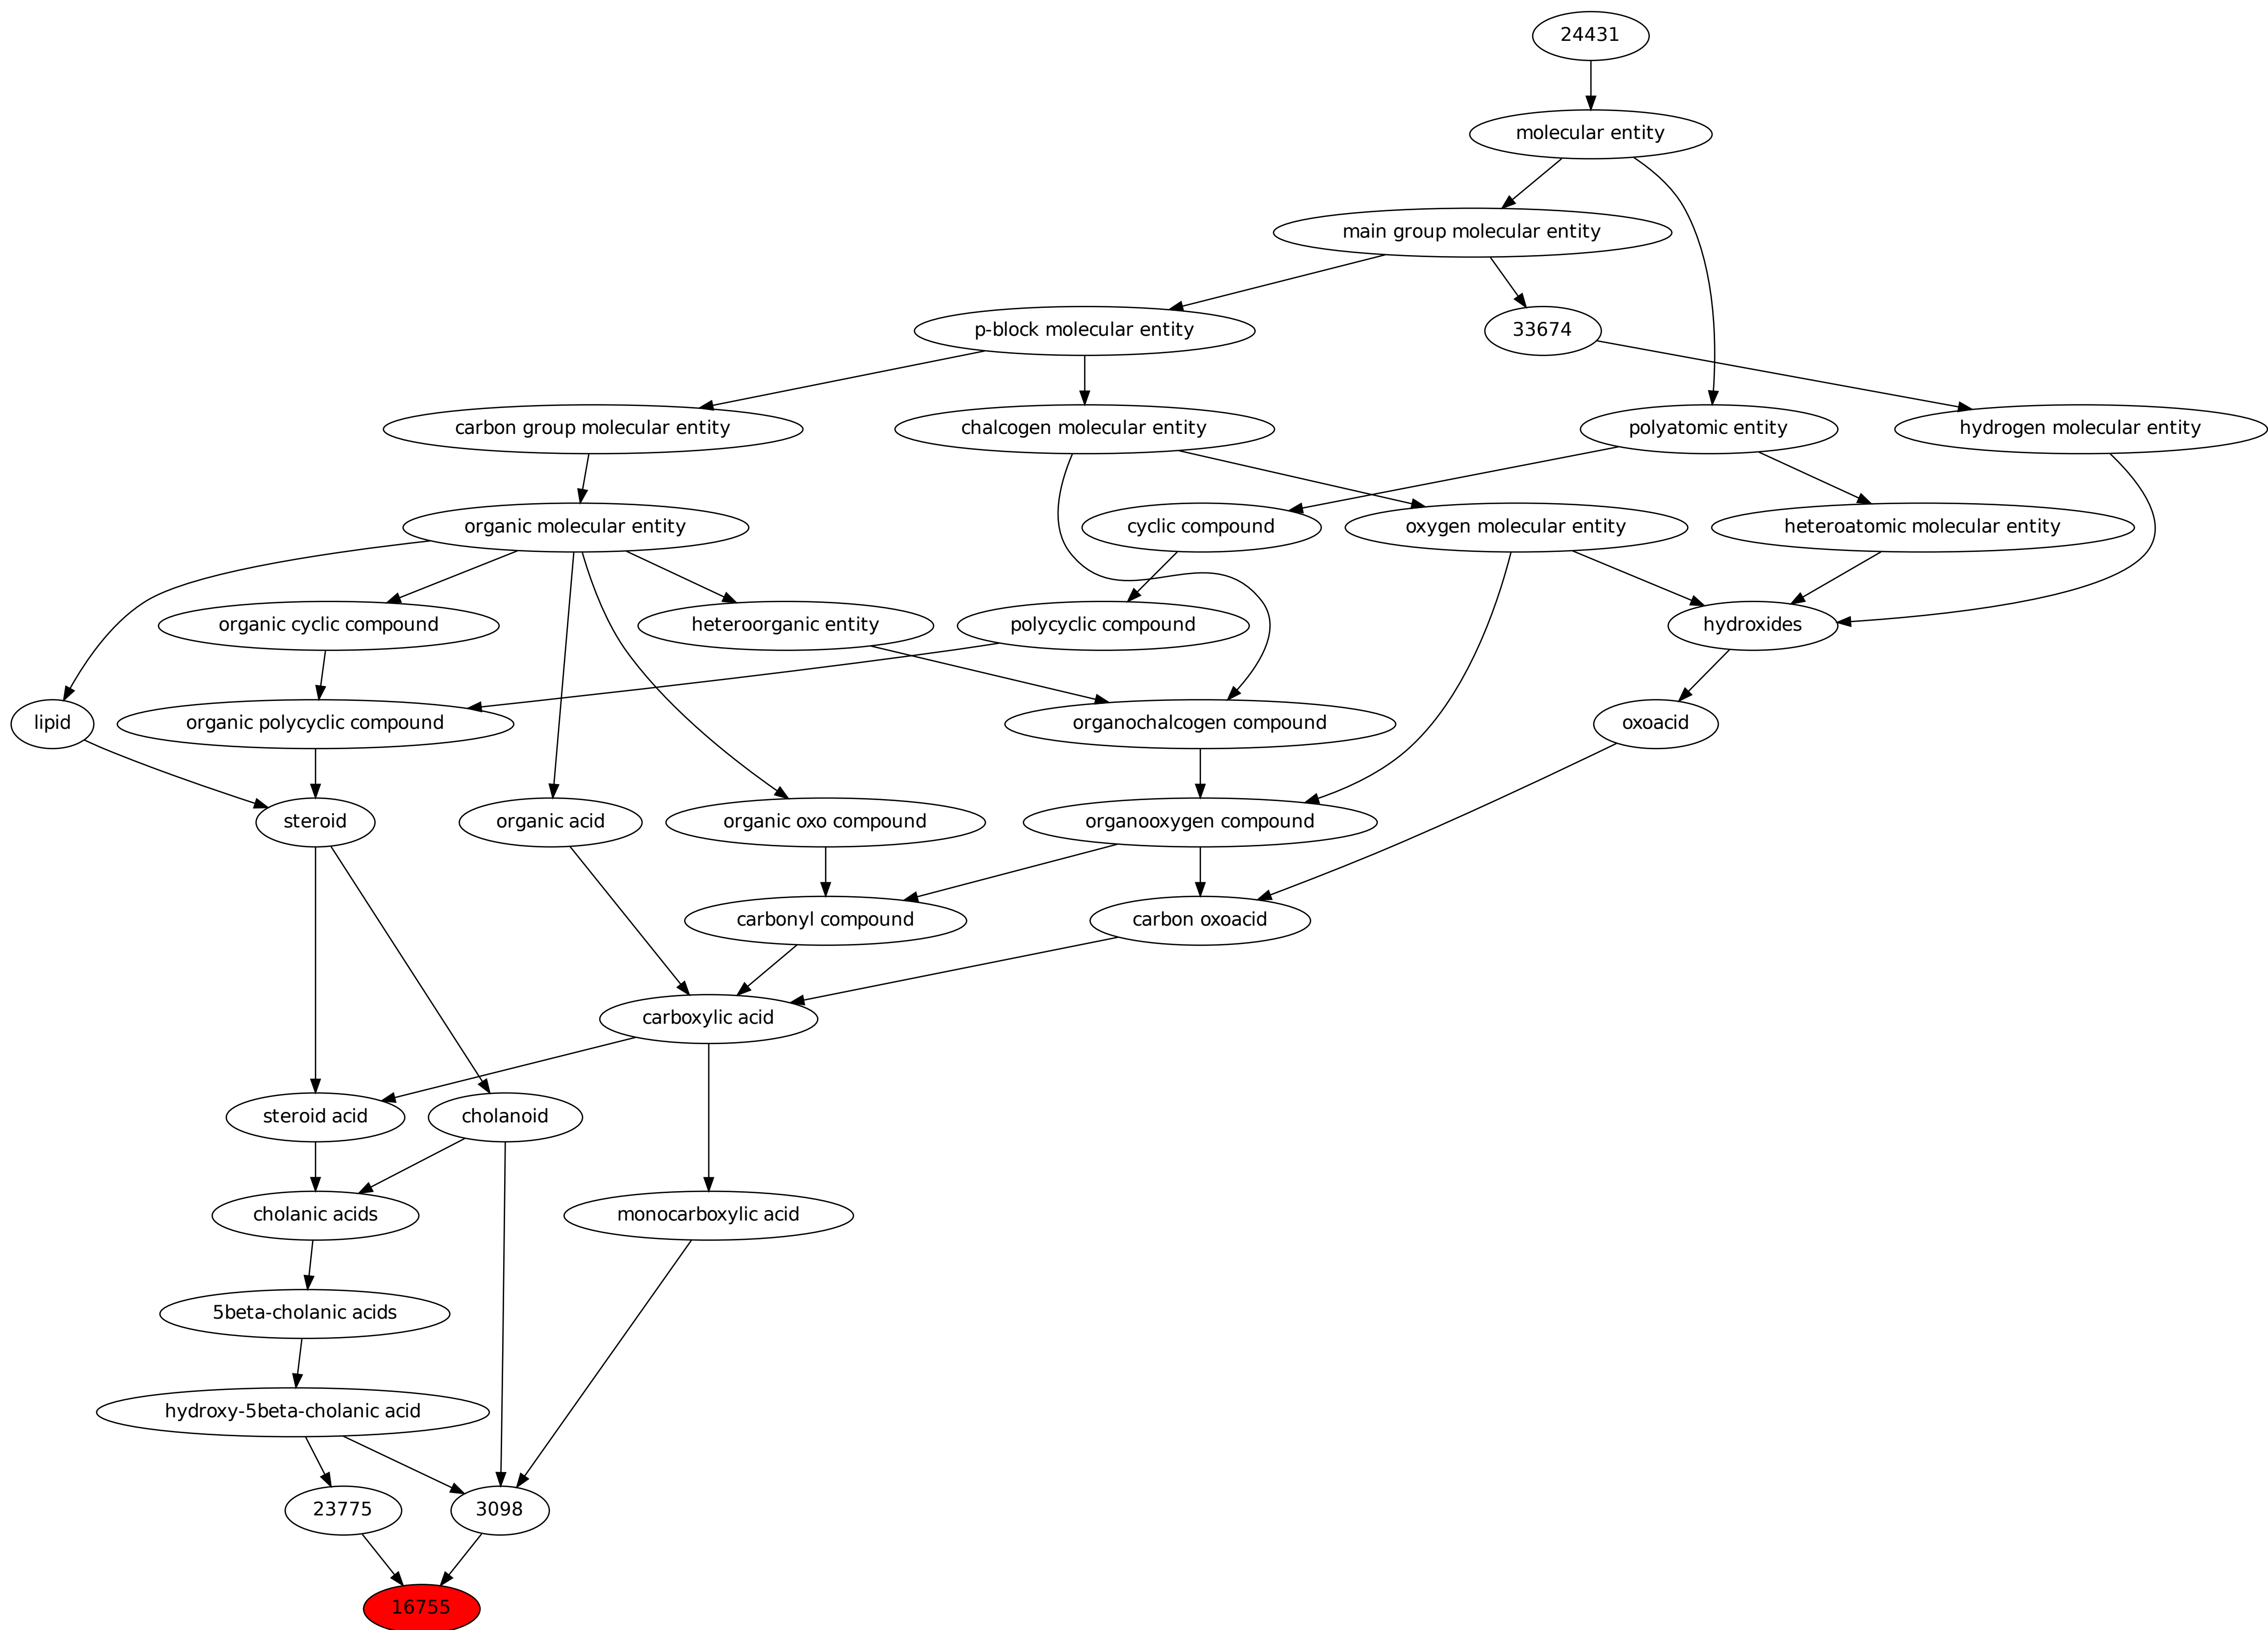 24431
molecular entity
main group molecular entity
p-block molecular entity
33674
carbon group molecular entity
chalcogen molecular entity
polyatomic entity
hydrogen molecular entity
organic molecular entity
cyclic compound
oxygen molecular entity
heteroatomic molecular entity
organic cyclic compound
heteroorganic entity
polycyclic compound
hydroxides
lipid
organic polycyclic compound
organochalcogen compound
oxoacid
steroid
organic acid
organic oxo compound
organooxygen compound
carbonyl compound
carbon oxoacid
carboxylic acid
steroid acid
cholanoid
cholanic acids
monocarboxylic acid
5beta-cholanic acids
hydroxy-5beta-cholanic acid
23775
3098
16755